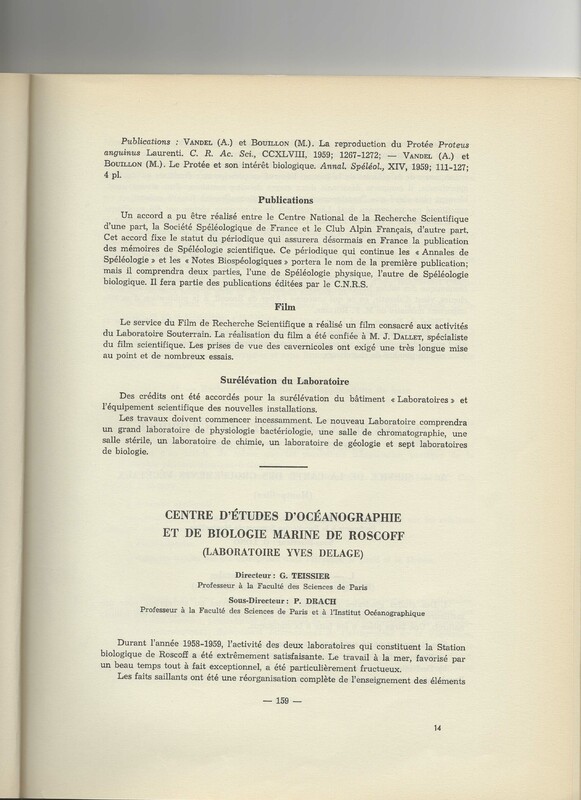 Publications : VANDEL (A.) et BOUILLON (M.). La reproduction du Protée Proteus
anguinus Laurenti. C. R. Ac. Sci., CCXLVIII, 1959; 1267-1272; — VANDEL (A.) et
BOUILLON (M.). Le Protée et son intérêt biologique. Annal. Spéléol., XIV, 1959; 111-127;
4 pl.
Publications
Un accord a pu être réalisé entre le Centre National de la Recherche Scientifique
d'une part, la Société Spéléologique de France et le Club Alpin Français, d'autre part.
Cet accord fixe le statut du périodique qui assurera désormais en France la publication
des mémoires de Spéléologie scientifique. Ce périodique qui continue les « Annales de
Spéléologie » et les « Notes Biospéologiques » portera le nom de la première publication;
mais il comprendra deux parties, l'une de Spéléologie physique, l'autre de Spéléologie
biologique. Il fera partie des publications éditées par le C.N.R.S.
Film
Le service du Film de Recherche Scientifique a réalisé un film consacré aux activités
du Laboratoire Souterrain. La réalisation du film a été confiée à M. J. DALLET, spécialiste
du film scientifique. Les prises de vue des cavernicoles ont exigé une très longue mise
au point et de nombreux essais.
Surélévation du Laboratoire
Des crédits ont été accordés pour la surélévation du bâtiment « Laboratoires » et
l'équipement scientifique des nouvelles installations.
Les travaux doivent commencer incessamment. Le nouveau Laboratoire comprendra
un grand laboratoire de physiologie bactériologie, une salle de chromatographie, une
salle stérile, un laboratoire de chimie, un laboratoire de géologie et sept laboratoires
de biologie.
CENTRE D'ÉTUDES D'OCÉANOGRAPHIE
ET DE BIOLOGIE MARINE DE ROSCOFF
(LABORATOIRE YVES DELAGE)
Directeur : G. TEISSIER
Professeur à la Faculté des Sciences de Paris
Sous-Directeur : P. DRACH
Professeur à la Faculté des Sciences de Paris et à l'Institut Océanographique
Durant l'année 1958-1959, l'activité des deux laboratoires qui constituent la Station
biologique de Roscoff a été extrêmement satisfaisante. Le travail à la mer, favorisé par
un beau temps tout à fait exceptionnel, a été particulièrement fructueux.
Les faits saillants ont été une réorganisation complète de l'enseignement des éléments
— 159 —
14